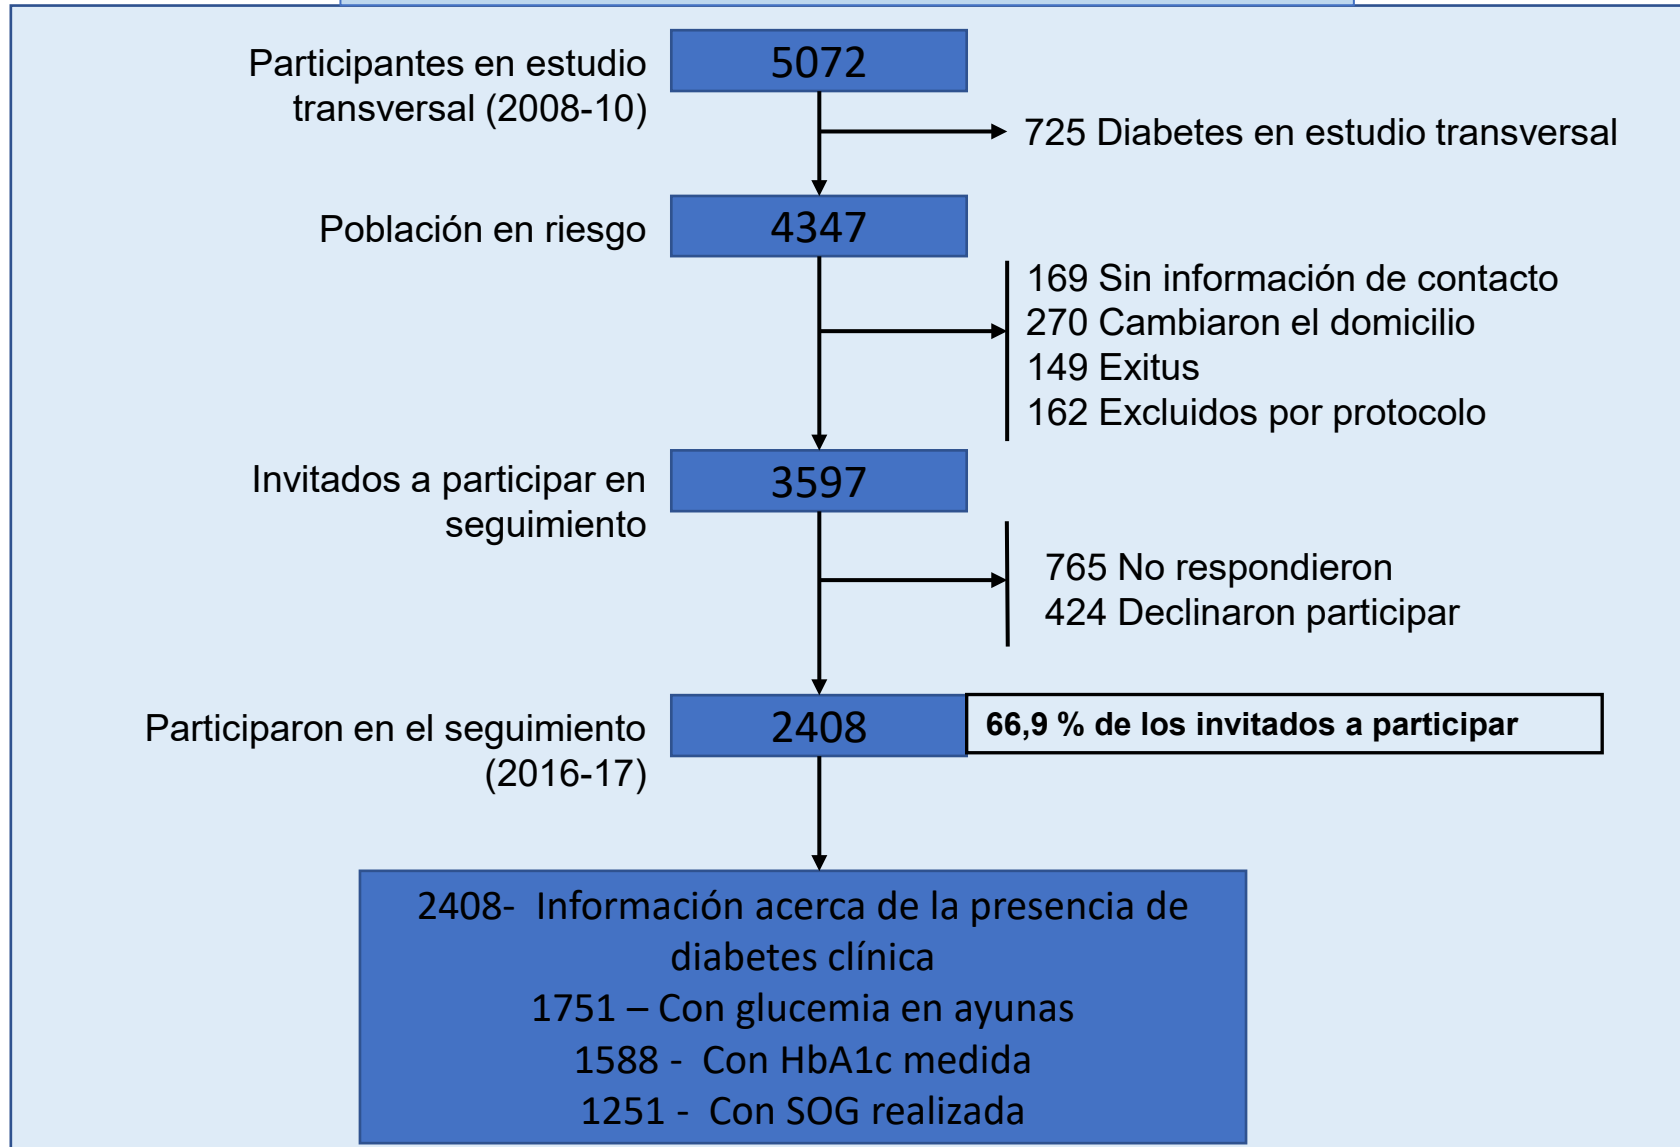 Participantes en estudio
transversal (2008-10)
5072
725 Diabetes en estudio transversal
Población en riesgo
4347
169 Sin información de contacto
270 Cambiaron el domicilio
149 Exitus
162 Excluidos por protocolo
Invitados a participar en
seguimiento
3597
765 No respondieron
424 Declinaron participar
Participaron en el seguimiento
(2016-17)
2408
66,9 % de los invitados a participar
2408-  Información acerca de la presencia de
diabetes clínica
1751 – Con glucemia en ayunas
1588 -  Con HbA1c medida
1251 -  Con SOG realizada